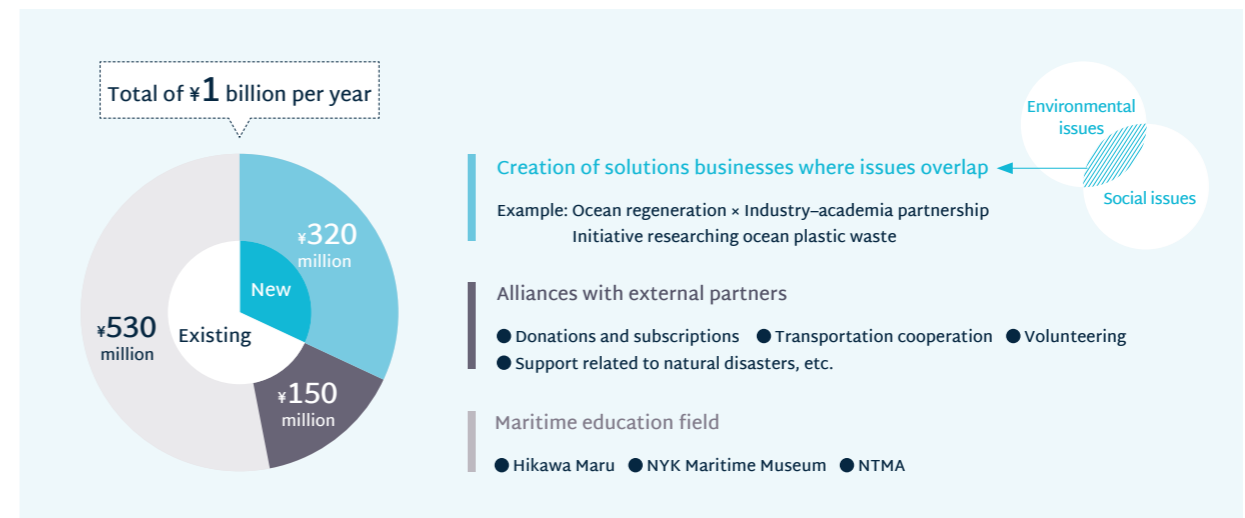 Total of ¥1 billion per year
¥320
million
New
¥530
million
Existing
¥150
million
Environmental
issues
Social issues
Creation of solutions businesses where issues overlap
Example: Ocean regeneration × Industry–academia partnership
Initiative researching ocean plastic waste
Alliances with external partners
● Donations and subscriptions ● Transportation cooperation ● Volunteering
● Support related to natural disasters, etc.
Maritime education field
● Hikawa Maru ● NYK Maritime Museum ● NTMA